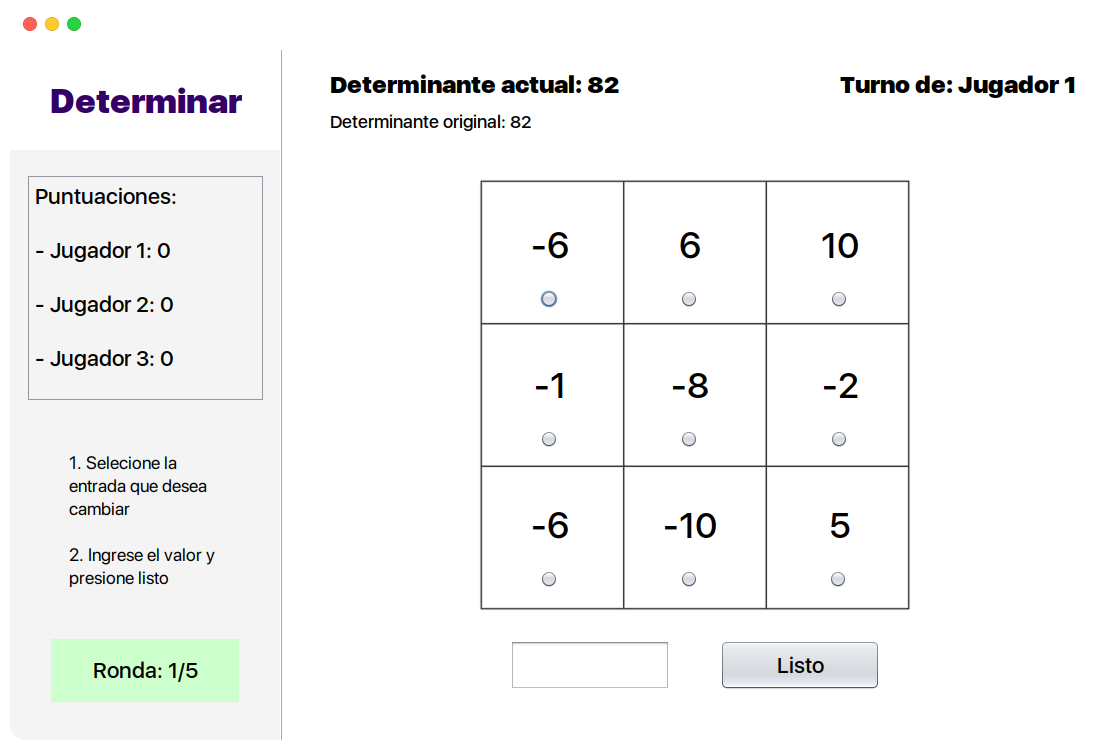 Determinar
Puntuaciones:
- Jugador 1: 0
- Jugador 2: 0
- Jugador 3: 0
1. Selecione la
entrada que desea
cambiar
2. Ingrese el valor y
presione listo
Ronda: 1/5
Determinante actual: 82
Turno de: Jugador 1
Determinante original: 82
-6 6 10
-1 -8 -2
-6 -10 5
Listo